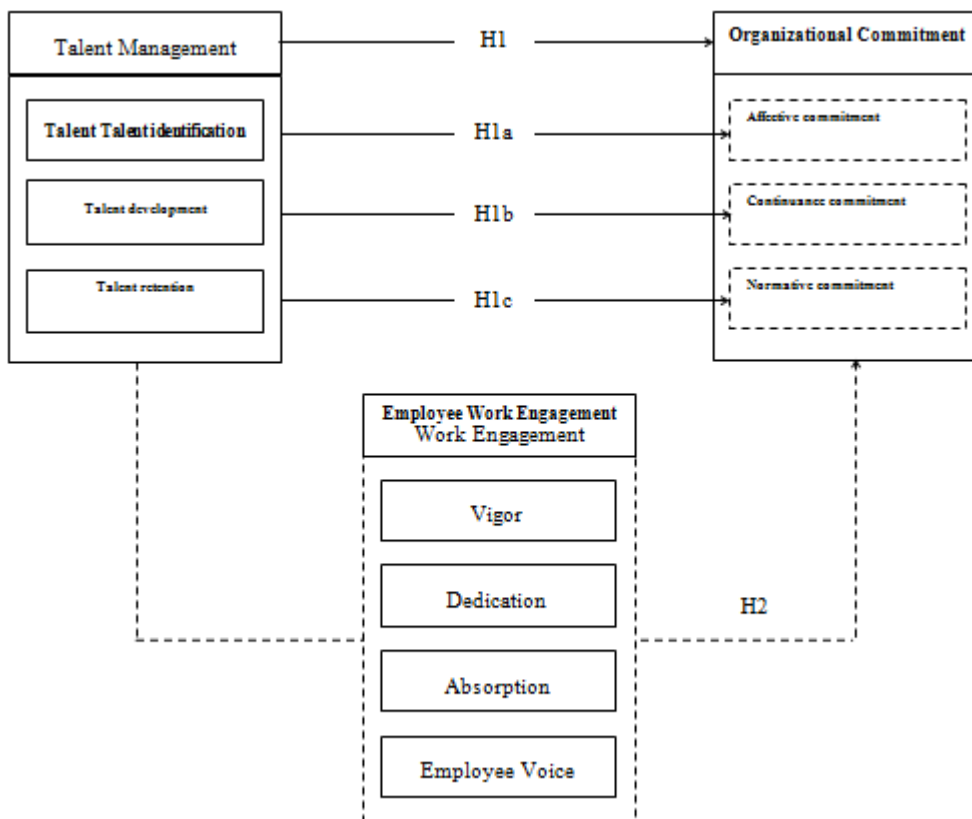 Talent Management
H1
Organizational Commitment
Talent Talent identification
H1a
Affective commitment
Talent development
H1b
Continuance commitment
Talent retention
H1c
Normative commitment
Employee Work Engagement
Work Engagement
Vigor
Dedication
H2
Absorption
Employee Voice